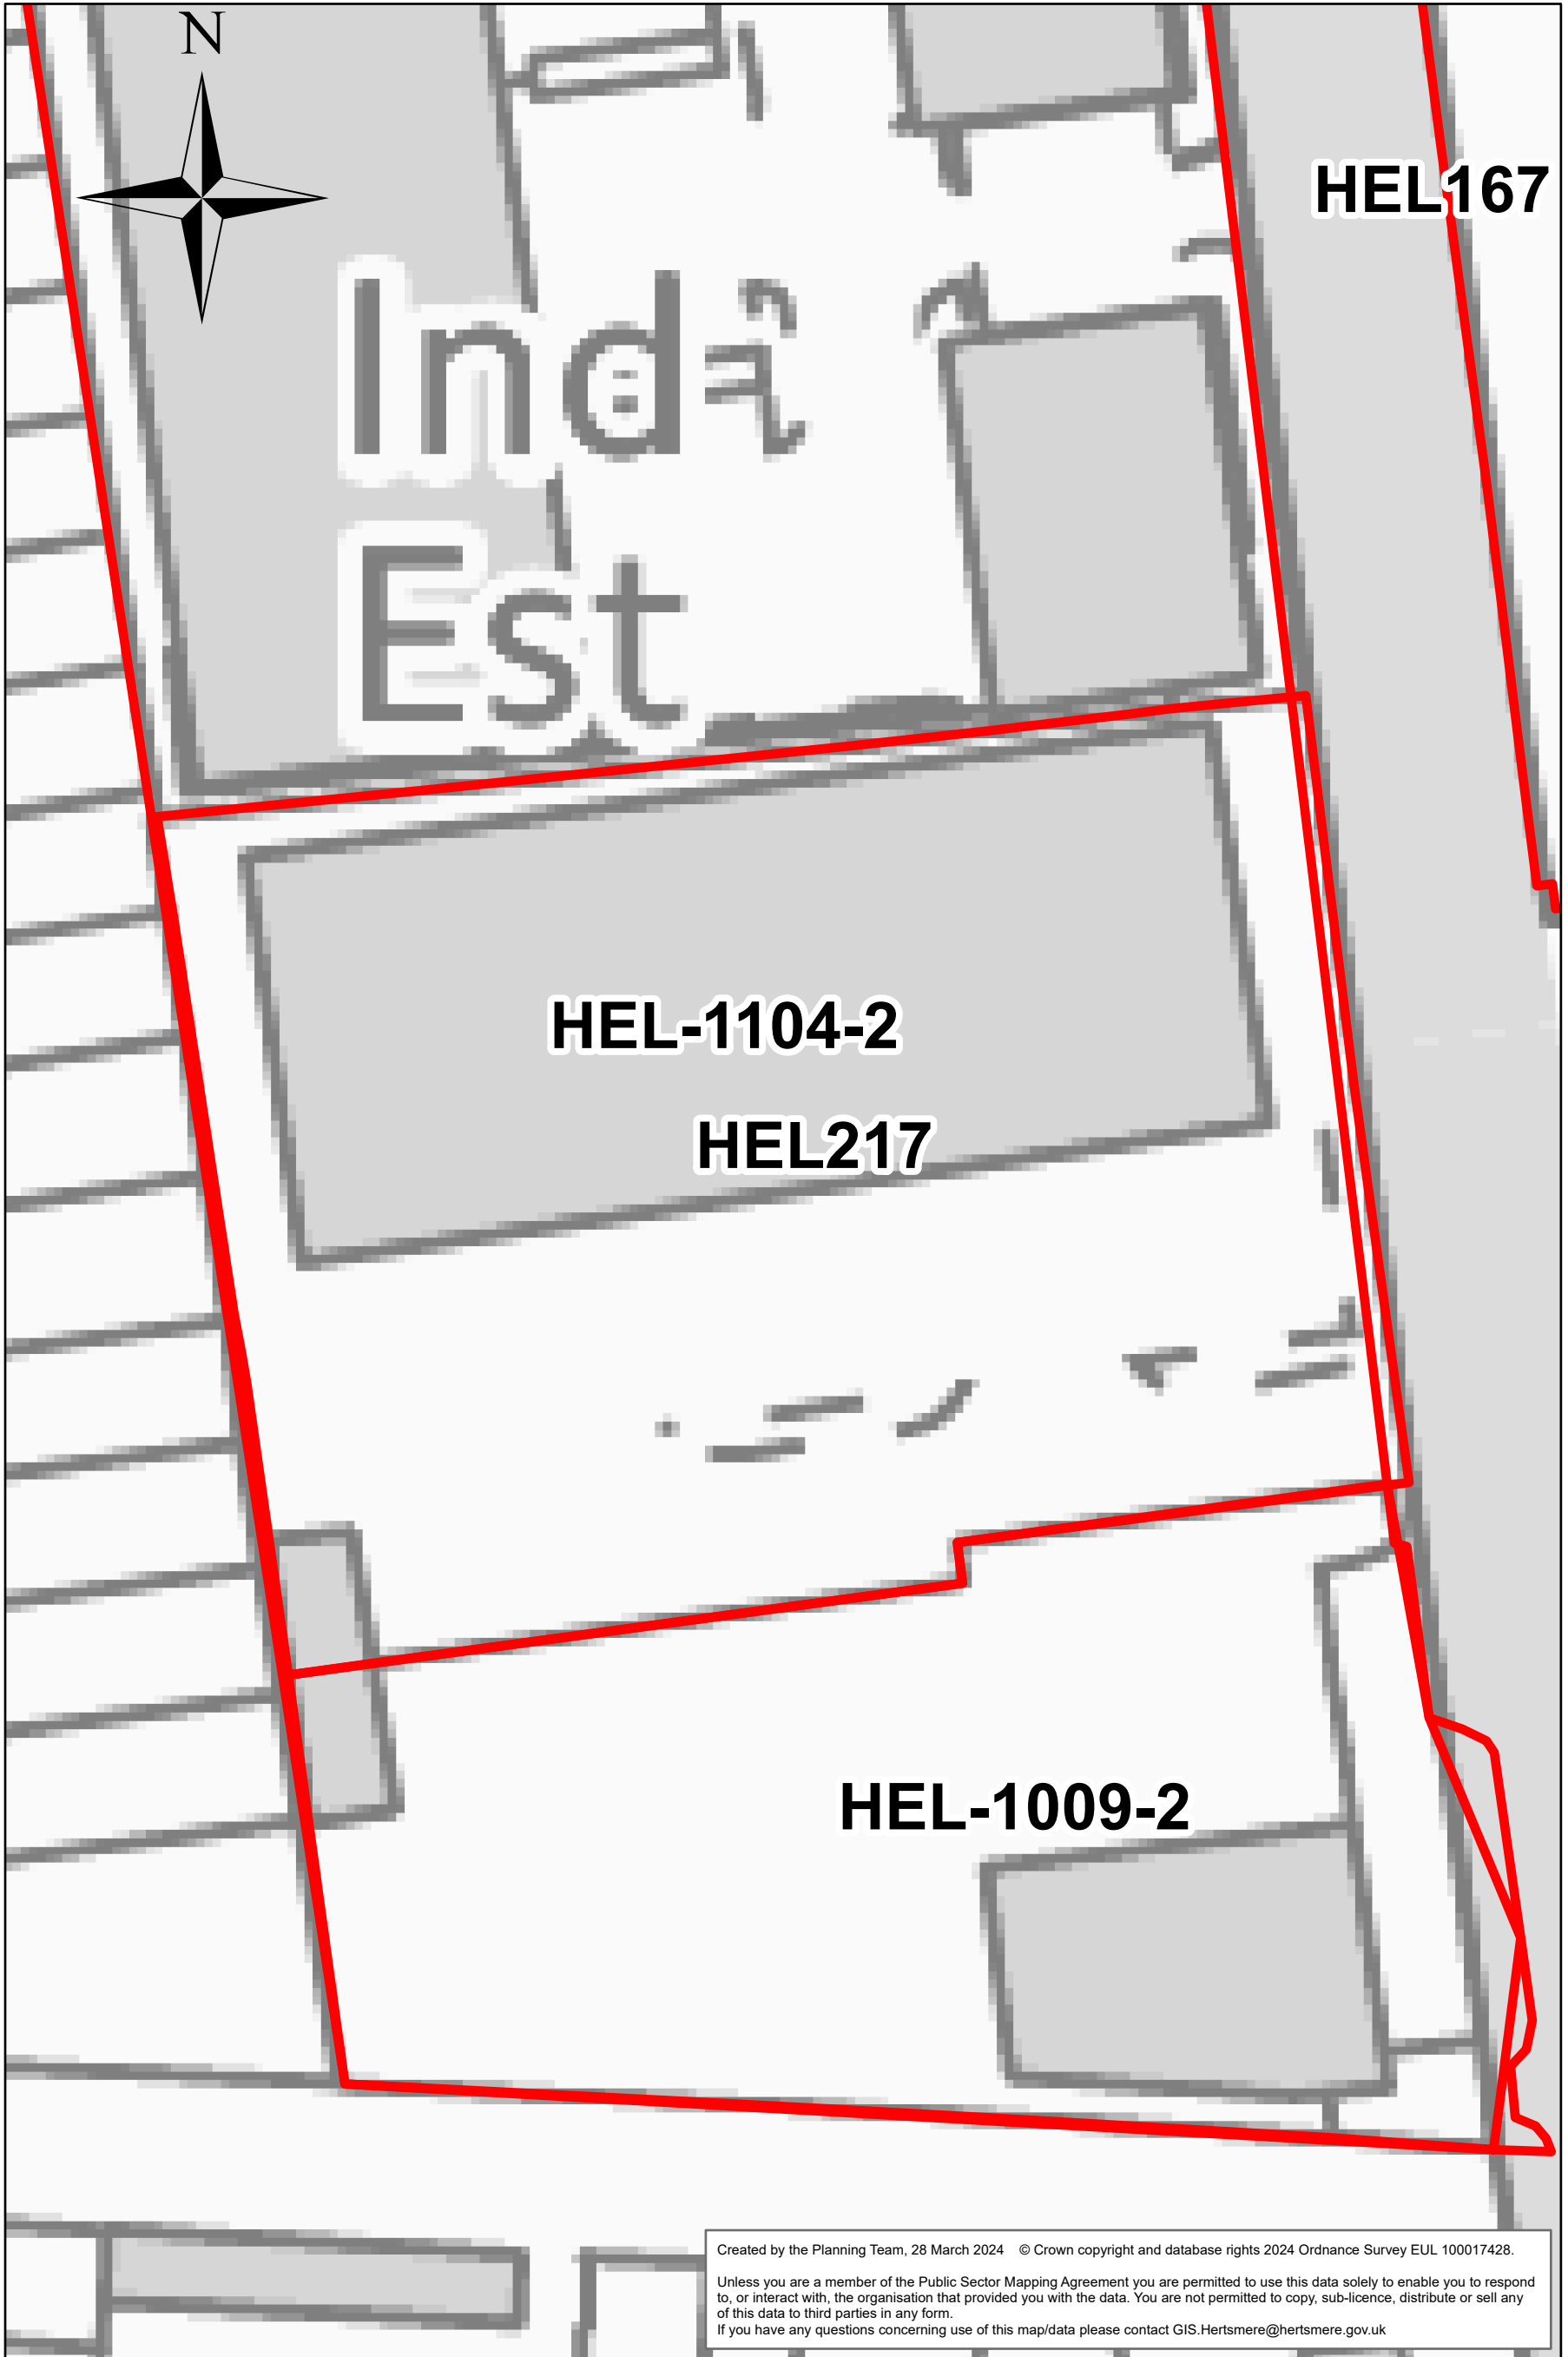 N
HEL167
Ind
Est
HEL-1104-2
HEL217
HEL-1009-2
Created by the Planning Team, 28 March 2024 © Crown copyright and database rights 2024 Ordnance Survey EUL 100017428.
Unless you are a member of the Public Sector Mapping Agreement you are permitted to use this data solely to enable you to respond
to, or interact with, the organisation that provided you with the data. You are not permitted to copy, sub-licence, distribute or sell any
of this data to third parties in any form.
If you have any questions concerning use of this map/data please contact GIS.Hertsmere@hertsmere.gov.uk